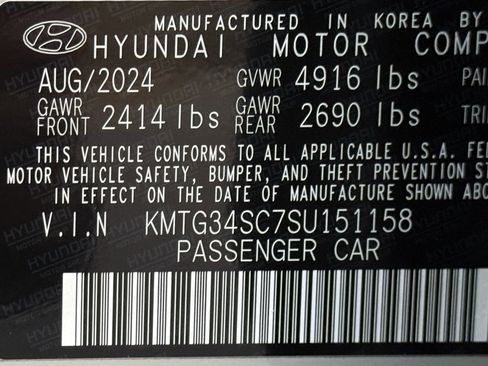 MANUFACTURED IN KOREA BY
HYUNDAI MOTOR COMP
AUG/2024 GVWR 4916 lbs PAI
GAWR FRONT 2414 lbs GAWR REAR 2690 lbs TRI
THIS VEHICLE CONFORMS TO ALL APPLICABLE U.S.A. FE
MOTOR VEHICLE SAFETY, BUMPER, AND THEFT PREVENTION S
IN EFFECT ON THE DATE OF MANUFACTURE SHOWN ABO
V.I.N KMTG34SC7SU151158
PASSENGER CAR